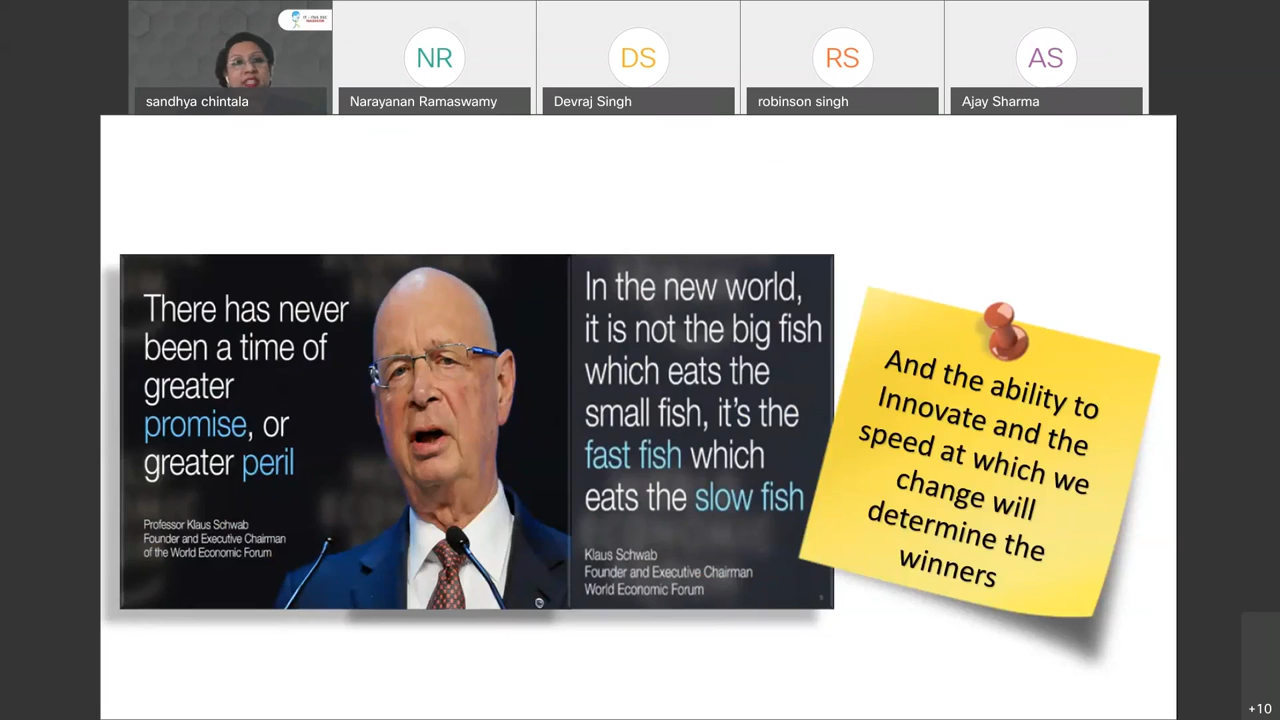 IT - ITeS SSC
NASSCOM
sandhya chintala
NR
Narayanan Ramaswamy
DS
Devraj Singh
RS
robinson singh
AS
Ajay Sharma
There has never
been a time of
greater
promise, or
greater peril
Professor Klaus Schwab
Founder and Executive Chairman
of the World Economic Forum
In the new world,
it is not the big fish
which eats the
small fish, it's the
fast fish which
eats the slow fish
Klaus Schwab
Founder and Executive Chairman
World Economic Forum
And the ability to
Innovate and the
speed at which we
change will
determine the
winners
+10